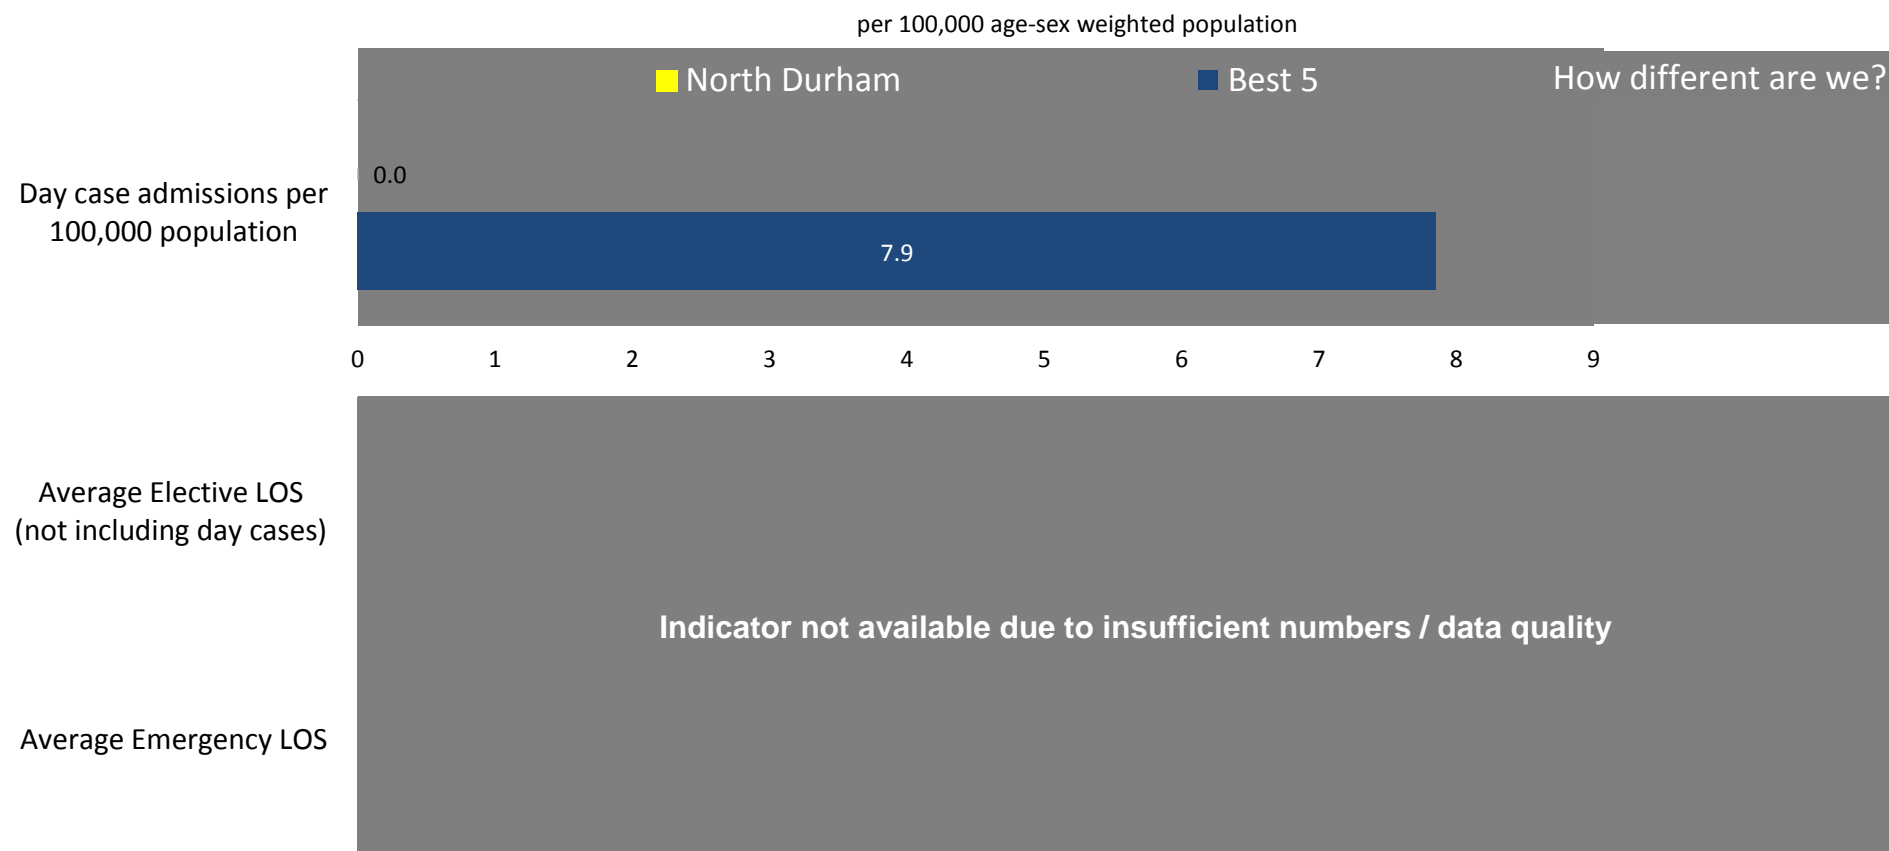 per 100,000 age-sex weighted population
North Durham
Best 5
How different are we?
Day case admissions per
100,000 population
0.0
7.9
0 1 2 3 4 5 6 7 8 9
Average Elective LOS
(not including day cases)
Indicator not available due to insufficient numbers / data quality
Average Emergency LOS